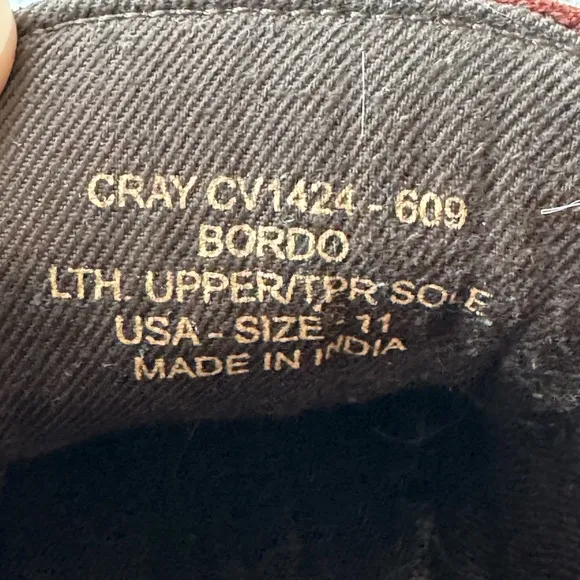 CRAY CV1424 - 609
BORDO
LTH. UPPER/TPR SOLE
USA - SIZE - 11
MADE IN INDIA